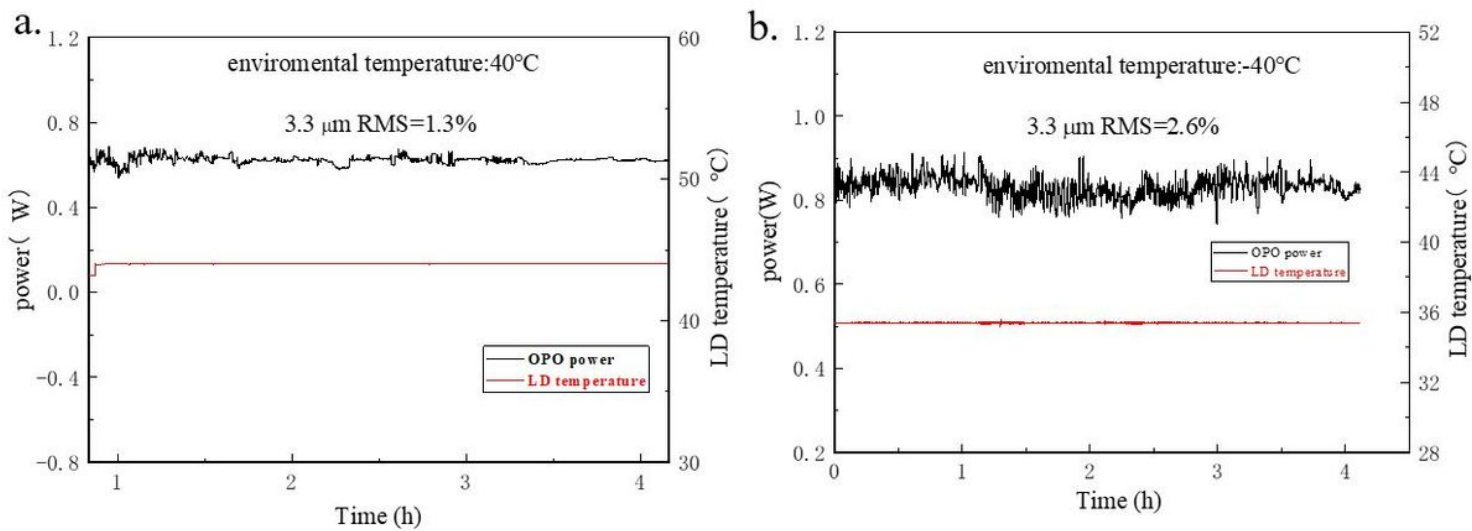 a.
enviromental temperature:40°C
3.3 μm RMS=1.3%
power( W)
1.2
0.8
0.4
0.0
-0.4
-0.8
60
50
40
30
LD temperature( °C)
OPO power
LD temperature
1 2 3 4
Time (h)
b.
enviromental temperature:-40°C
3.3 μm RMS=2.6%
power(W)
1.2
1.0
0.8
0.6
0.4
0.2
52
48
44
40
36
32
28
LD temperature( °C)
OPO power
LD temperature
0 1 2 3 4
Time (h)